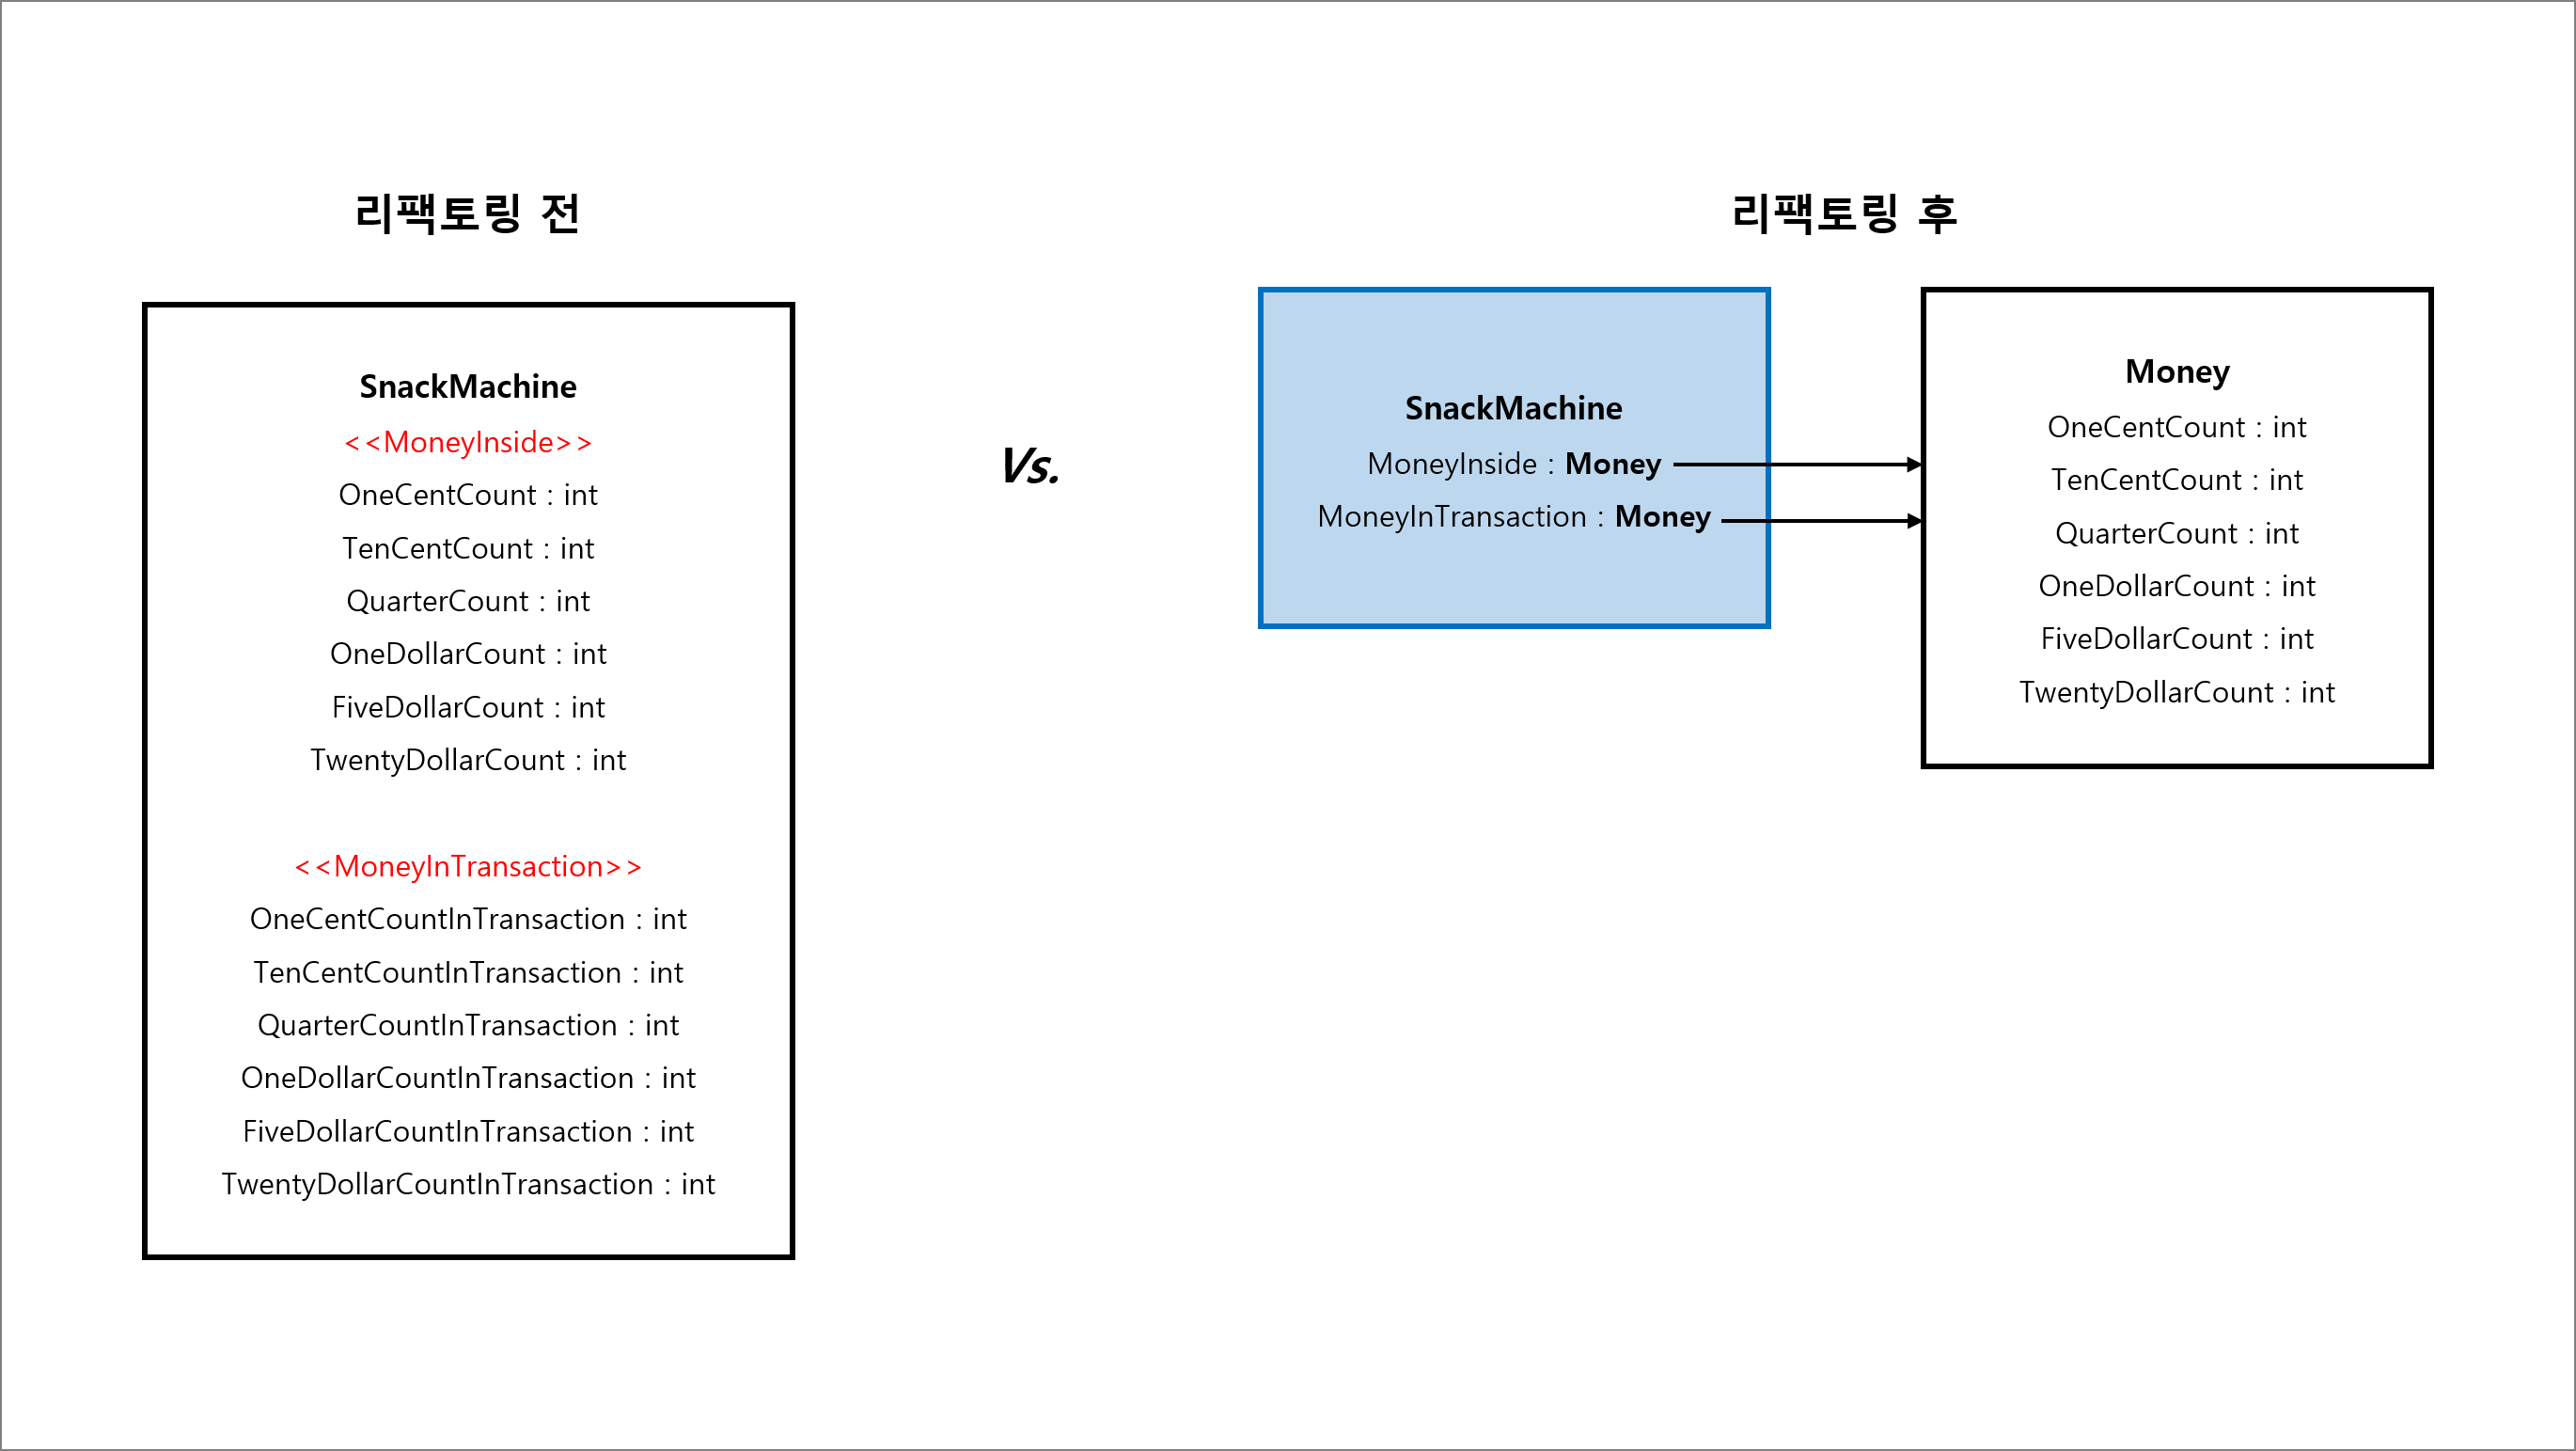 리팩토링 전
SnackMachine
<<MoneyInside>>
OneCentCount : int
TenCentCount : int
QuarterCount : int
OneDollarCount : int
FiveDollarCount : int
TwentyDollarCount : int
<<MoneyInTransaction>>
OneCentCountInTransaction : int
TenCentCountInTransaction : int
QuarterCountInTransaction : int
OneDollarCountInTransaction : int
FiveDollarCountInTransaction : int
TwentyDollarCountInTransaction : int
Vs.
리팩토링 후
SnackMachine
MoneyInside : Money
MoneyInTransaction : Money
Money
OneCentCount : int
TenCentCount : int
QuarterCount : int
OneDollarCount : int
FiveDollarCount : int
TwentyDollarCount : int